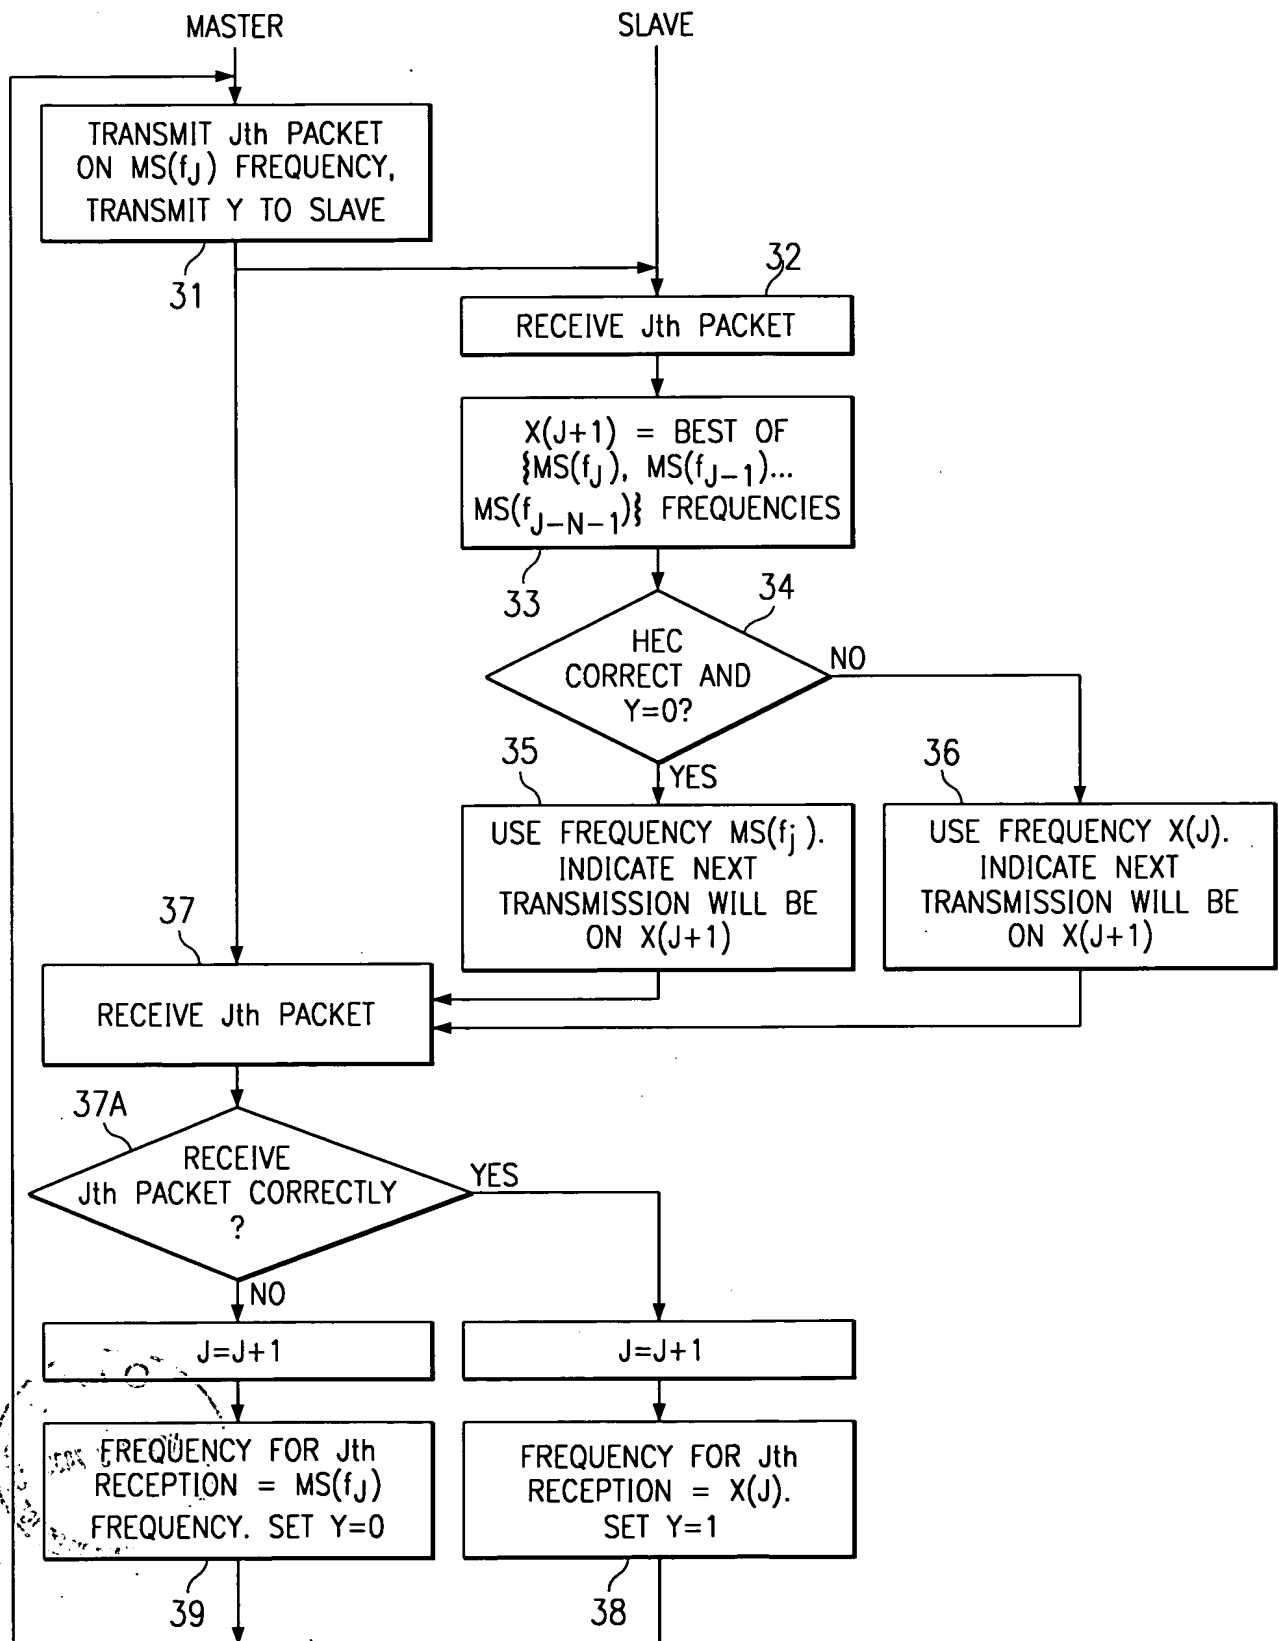 MASTER
SLAVE
TRANSMIT Jth PACKET
ON MS(fJ) FREQUENCY,
TRANSMIT Y TO SLAVE
31
32
RECEIVE Jth PACKET
X(J+1) = BEST OF
{MS(fJ), MS(fJ-1)...
MS(fJ-N-1)} FREQUENCIES
33
34
HEC
CORRECT AND
Y=0?
NO
YES
35
USE FREQUENCY MS(fj).
INDICATE NEXT
TRANSMISSION WILL BE
ON X(J+1)
36
USE FREQUENCY X(J).
INDICATE NEXT
TRANSMISSION WILL BE
ON X(J+1)
37
RECEIVE Jth PACKET
37A
RECEIVE
Jth PACKET CORRECTLY
?
YES
NO
J=J+1
J=J+1
FREQUENCY FOR Jth
RECEPTION = MS(fJ)
FREQUENCY. SET Y=0
39
FREQUENCY FOR Jth
RECEPTION = X(J).
SET Y=1
38